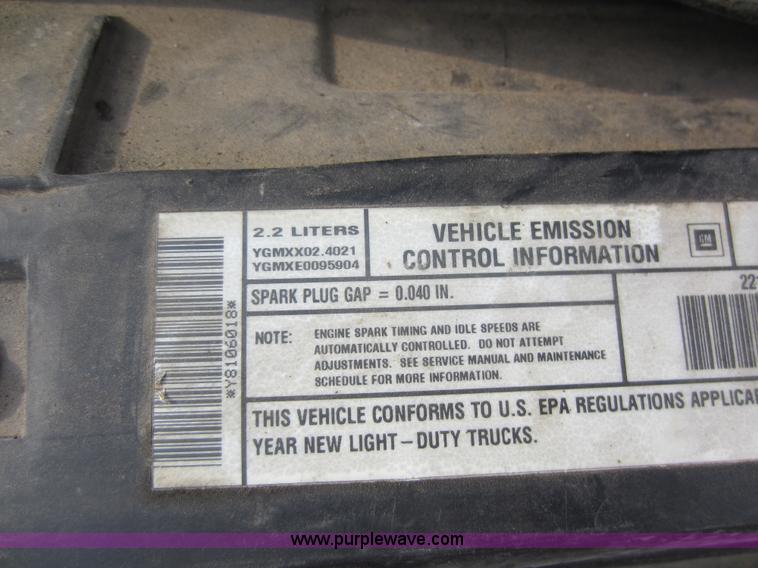 *Y8106018*
2.2 LITERS
YGMXX02.4021
YGMXE0095904
VEHICLE EMISSION
CONTROL INFORMATION
GM
SPARK PLUG GAP = 0.040 IN.
NOTE: ENGINE SPARK TIMING AND IDLE SPEEDS ARE
AUTOMATICALLY CONTROLLED. DO NOT ATTEMPT
ADJUSTMENTS. SEE SERVICE MANUAL AND MAINTENANCE
SCHEDULE FOR MORE INFORMATION.
THIS VEHICLE CONFORMS TO U.S. EPA REGULATIONS
YEAR NEW LIGHT-DUTY TRUCKS.
www.purplewave.com